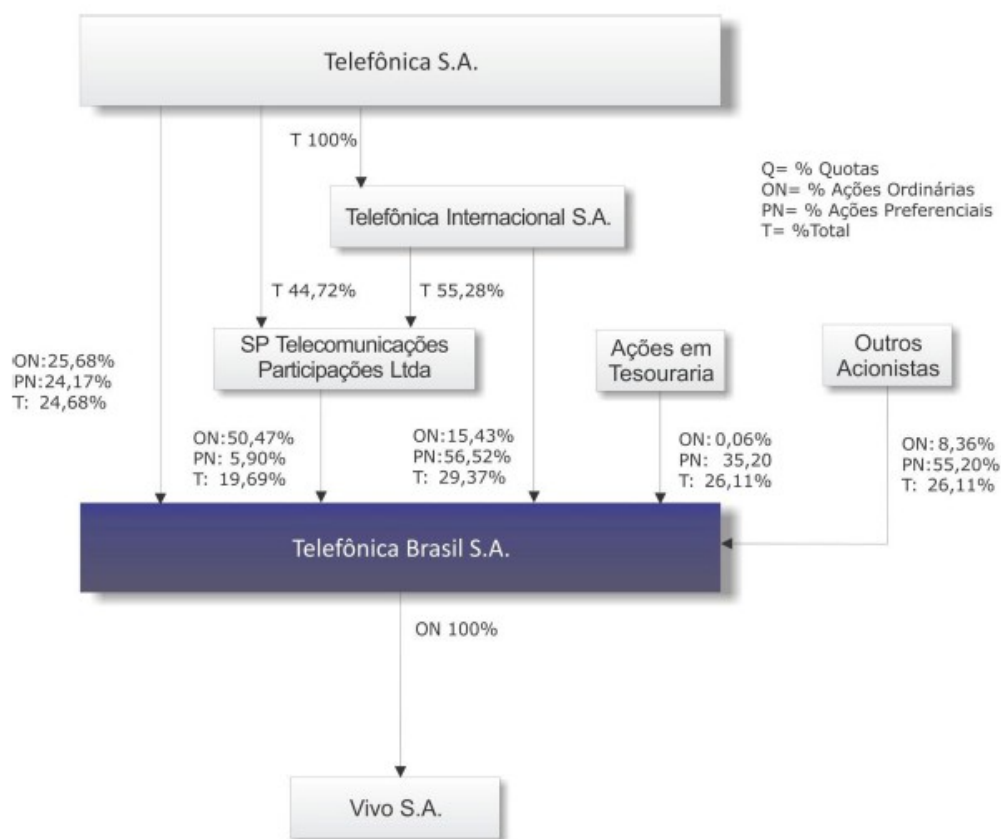 Telefônica S.A.
T 100%
Q= % Quotas
ON= % Ações Ordinárias
PN= % Ações Preferenciais
T= %Total
Telefônica Internacional S.A.
T 44,72%
T 55,28%
SP Telecomunicações
Participações Ltda
Ações em
Tesouraria
Outros
Acionistas
ON:25,68%
PN:24,17%
T: 24,68%
ON:50,47%
PN: 5,90%
T: 19,69%
ON:15,43%
PN:56,52%
T: 29,37%
ON: 0,06%
PN: 35,20
T: 26,11%
ON: 8,36%
PN:55,20%
T: 26,11%
Telefônica Brasil S.A.
ON 100%
Vivo S.A.